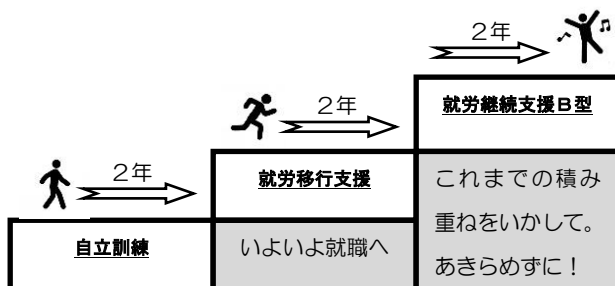 2年
自立訓練
2年
就労移行支援
いよいよ就職へ
2年
就労継続支援B型
これまでの積み
重ねをいかして。
あきらめずに！